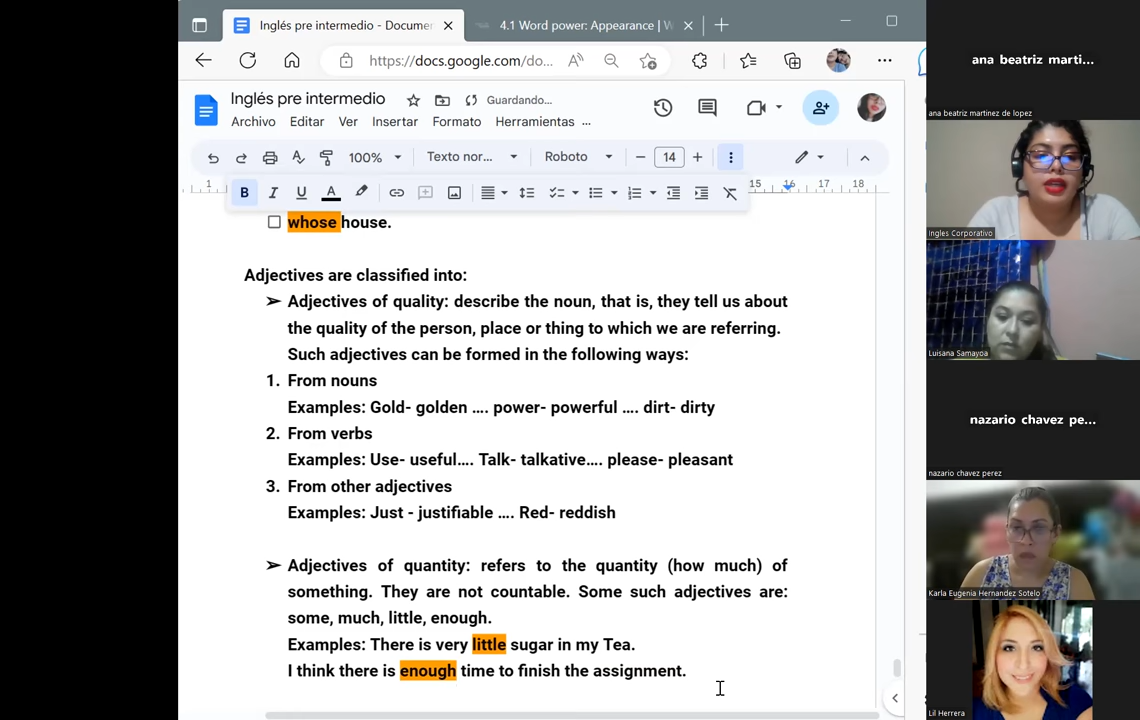 Inglés pre intermedio - Documen
4.1 Word power: Appearance | W
https://docs.google.com/do...
Inglés pre intermedio
Guardando...
Archivo Editar Ver Insertar Formato Herramientas ...
100% Texto nor... Roboto 14
1 15 16 17 18
B I U A
whose house.
Adjectives are classified into:
➢ Adjectives of quality: describe the noun, that is, they tell us about
the quality of the person, place or thing to which we are referring.
Such adjectives can be formed in the following ways:
1. From nouns
Examples: Gold- golden .... power- powerful .... dirt- dirty
2. From verbs
Examples: Use- useful.... Talk- talkative.... please- pleasant
3. From other adjectives
Examples: Just - justifiable .... Red- reddish
➢ Adjectives of quantity: refers to the quantity (how much) of
something. They are not countable. Some such adjectives are:
some, much, little, enough.
Examples: There is very little sugar in my Tea.
I think there is enough time to finish the assignment.
ana beatriz marti...
ana beatriz martinez de lopez
Ingles Corporativo
Luisana Samayoa
nazario chavez pe...
nazario chavez perez
Karla Eugenia Hernandez Sotelo
Lil Herrera